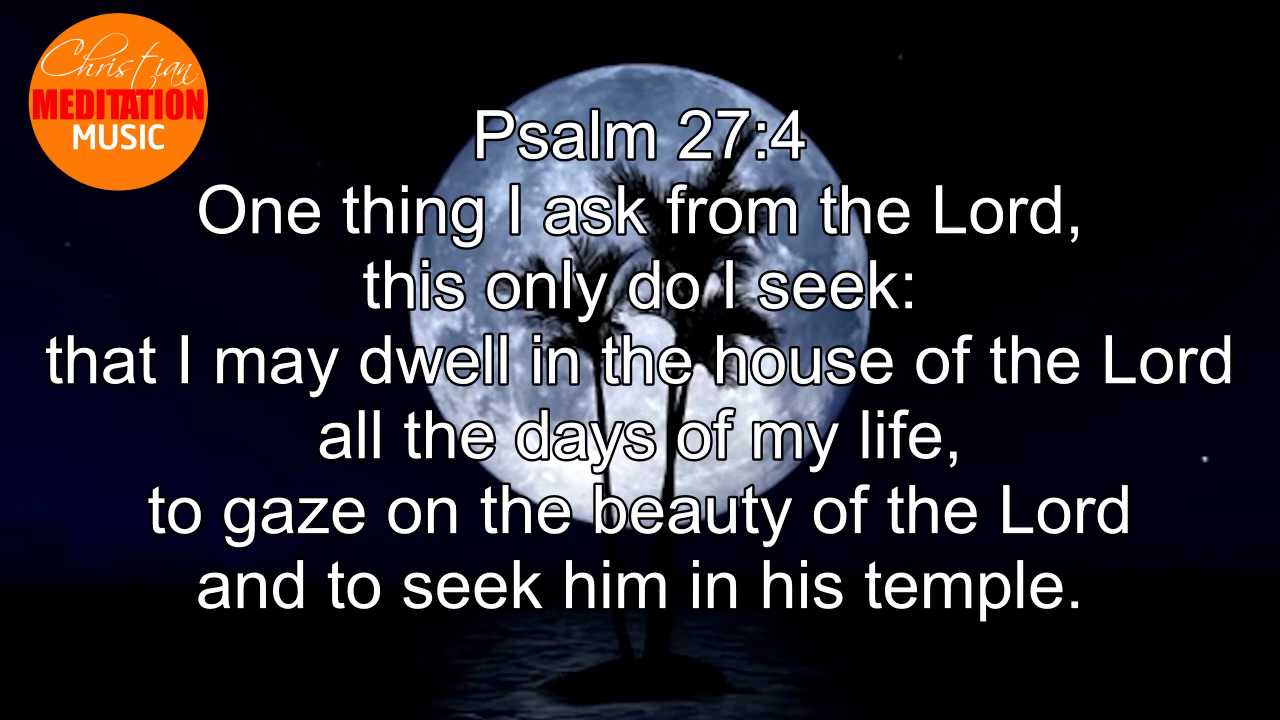 Christian
MEDITATION
MUSIC
Psalm 27:4
One thing I ask from the Lord,
this only do I seek:
that I may dwell in the house of the Lord
all the days of my life,
to gaze on the beauty of the Lord
and to seek him in his temple.